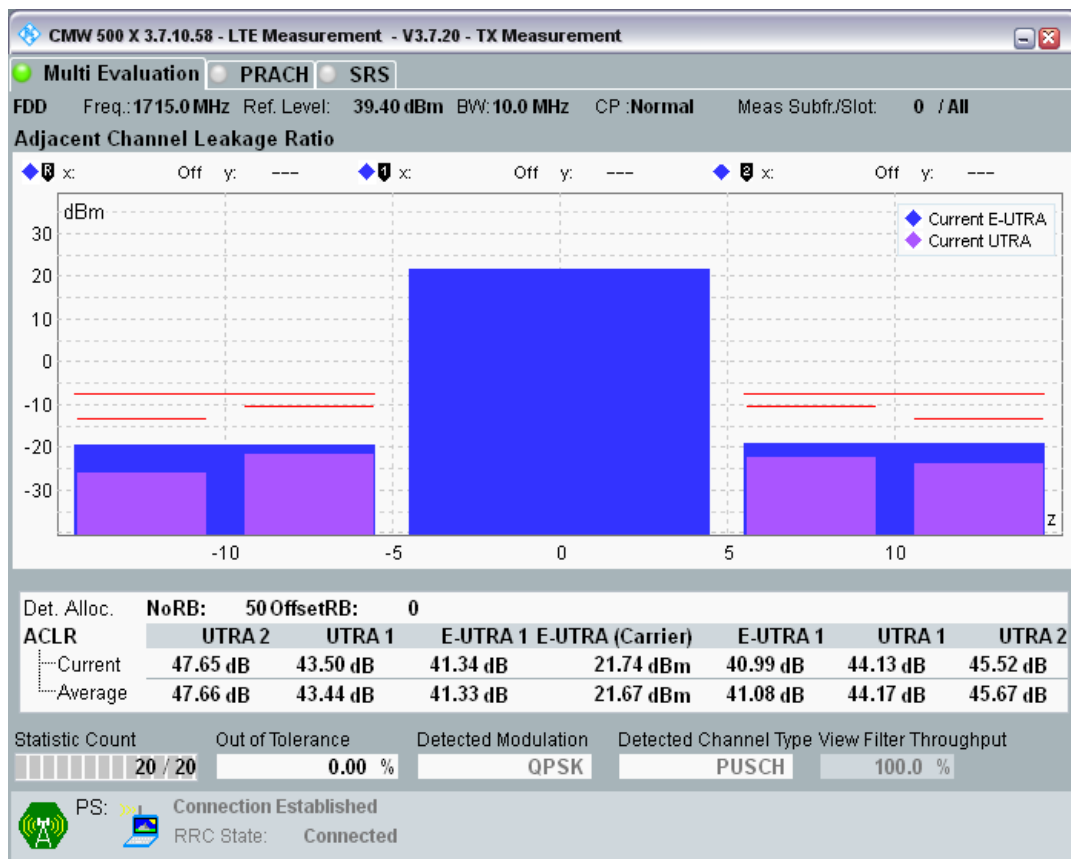 CMW 500 X 3.7.10.58 - LTE Measurement - V3.7.20 - TX Measurement
Multi Evaluation PRACH SRS
FDD Freq.:1715.0 MHz Ref. Level: 39.40 dBm BW: 10.0 MHz CP :Normal Meas Subfr./Slot: 0 / All
Adjacent Channel Leakage Ratio
R x: Off y: --- 1 x: Off y: --- 2 x: Off y: ---
dBm
Current E-UTRA
Current UTRA
30
20
10
0
-10
-20
-30
z
-10 -5 0 5 10
Det. Alloc. NoRB: 50 OffsetRB: 0
ACLR UTRA 2 UTRA 1 E-UTRA 1 E-UTRA (Carrier) E-UTRA 1 UTRA 1 UTRA 2
Current 47.65 dB 43.50 dB 41.34 dB 21.74 dBm 40.99 dB 44.13 dB 45.52 dB
Average 47.66 dB 43.44 dB 41.33 dB 21.67 dBm 41.08 dB 44.17 dB 45.67 dB
Statistic Count Out of Tolerance Detected Modulation Detected Channel Type View Filter Throughput
20 / 20 0.00 % QPSK PUSCH 100.0 %
PS: Connection Established
RRC State: Connected